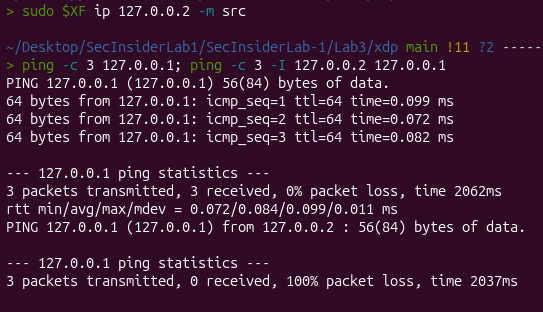 > sudo $XF ip 127.0.0.2 -m src
~/Desktop/SecInsiderLab1/SecInsiderLab-1/Lab3/xdp main !11 ?2 -----
> ping -c 3 127.0.0.1; ping -c 3 -I 127.0.0.2 127.0.0.1
PING 127.0.0.1 (127.0.0.1) 56(84) bytes of data.
64 bytes from 127.0.0.1: icmp_seq=1 ttl=64 time=0.099 ms
64 bytes from 127.0.0.1: icmp_seq=2 ttl=64 time=0.072 ms
64 bytes from 127.0.0.1: icmp_seq=3 ttl=64 time=0.082 ms
--- 127.0.0.1 ping statistics ---
3 packets transmitted, 3 received, 0% packet loss, time 2062ms
rtt min/avg/max/mdev = 0.072/0.084/0.099/0.011 ms
PING 127.0.0.1 (127.0.0.1) from 127.0.0.2 : 56(84) bytes of data.
--- 127.0.0.1 ping statistics ---
3 packets transmitted, 0 received, 100% packet loss, time 2037ms